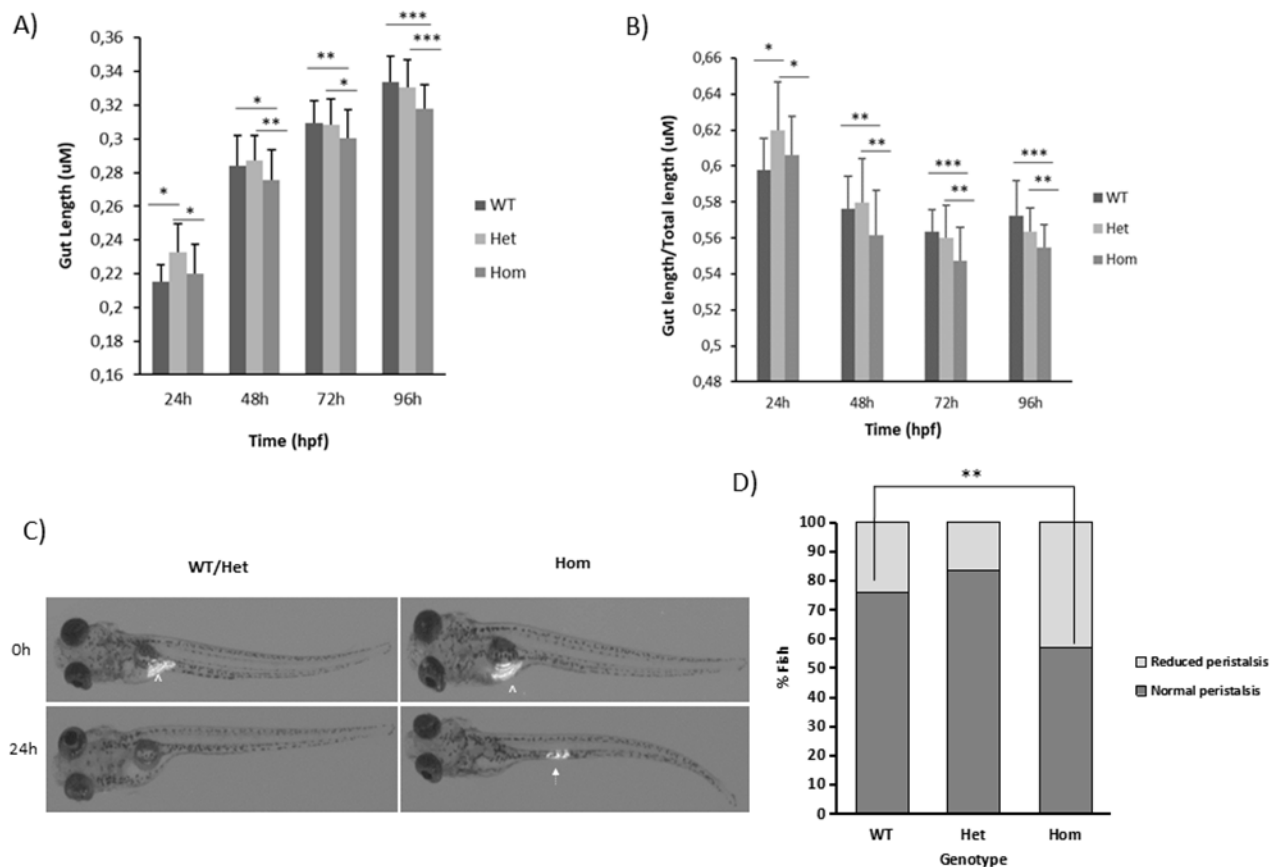 A)
Gut Length (uM)
0,36
0,34
0,32
0,3
0,28
0,26
0,24
0,22
0,2
0,18
0,16
*
*
*
**
**
*
***
***
24h 48h 72h 96h
Time (hpf)
WT
Het
Hom
B)
Gut length/Total length (uM)
0,66
0,64
0,62
0,6
0,58
0,56
0,54
0,52
0,5
0,48
*
*
**
**
***
**
***
**
24h 48h 72h 96h
Time (hpf)
WT
Het
Hom
C)
WT/Het Hom
0h
^ ^
24h
D)
**
% Fish
100
90
80
70
60
50
40
30
20
10
0
WT Het Hom
Genotype
Reduced peristalsis
Normal peristalsis